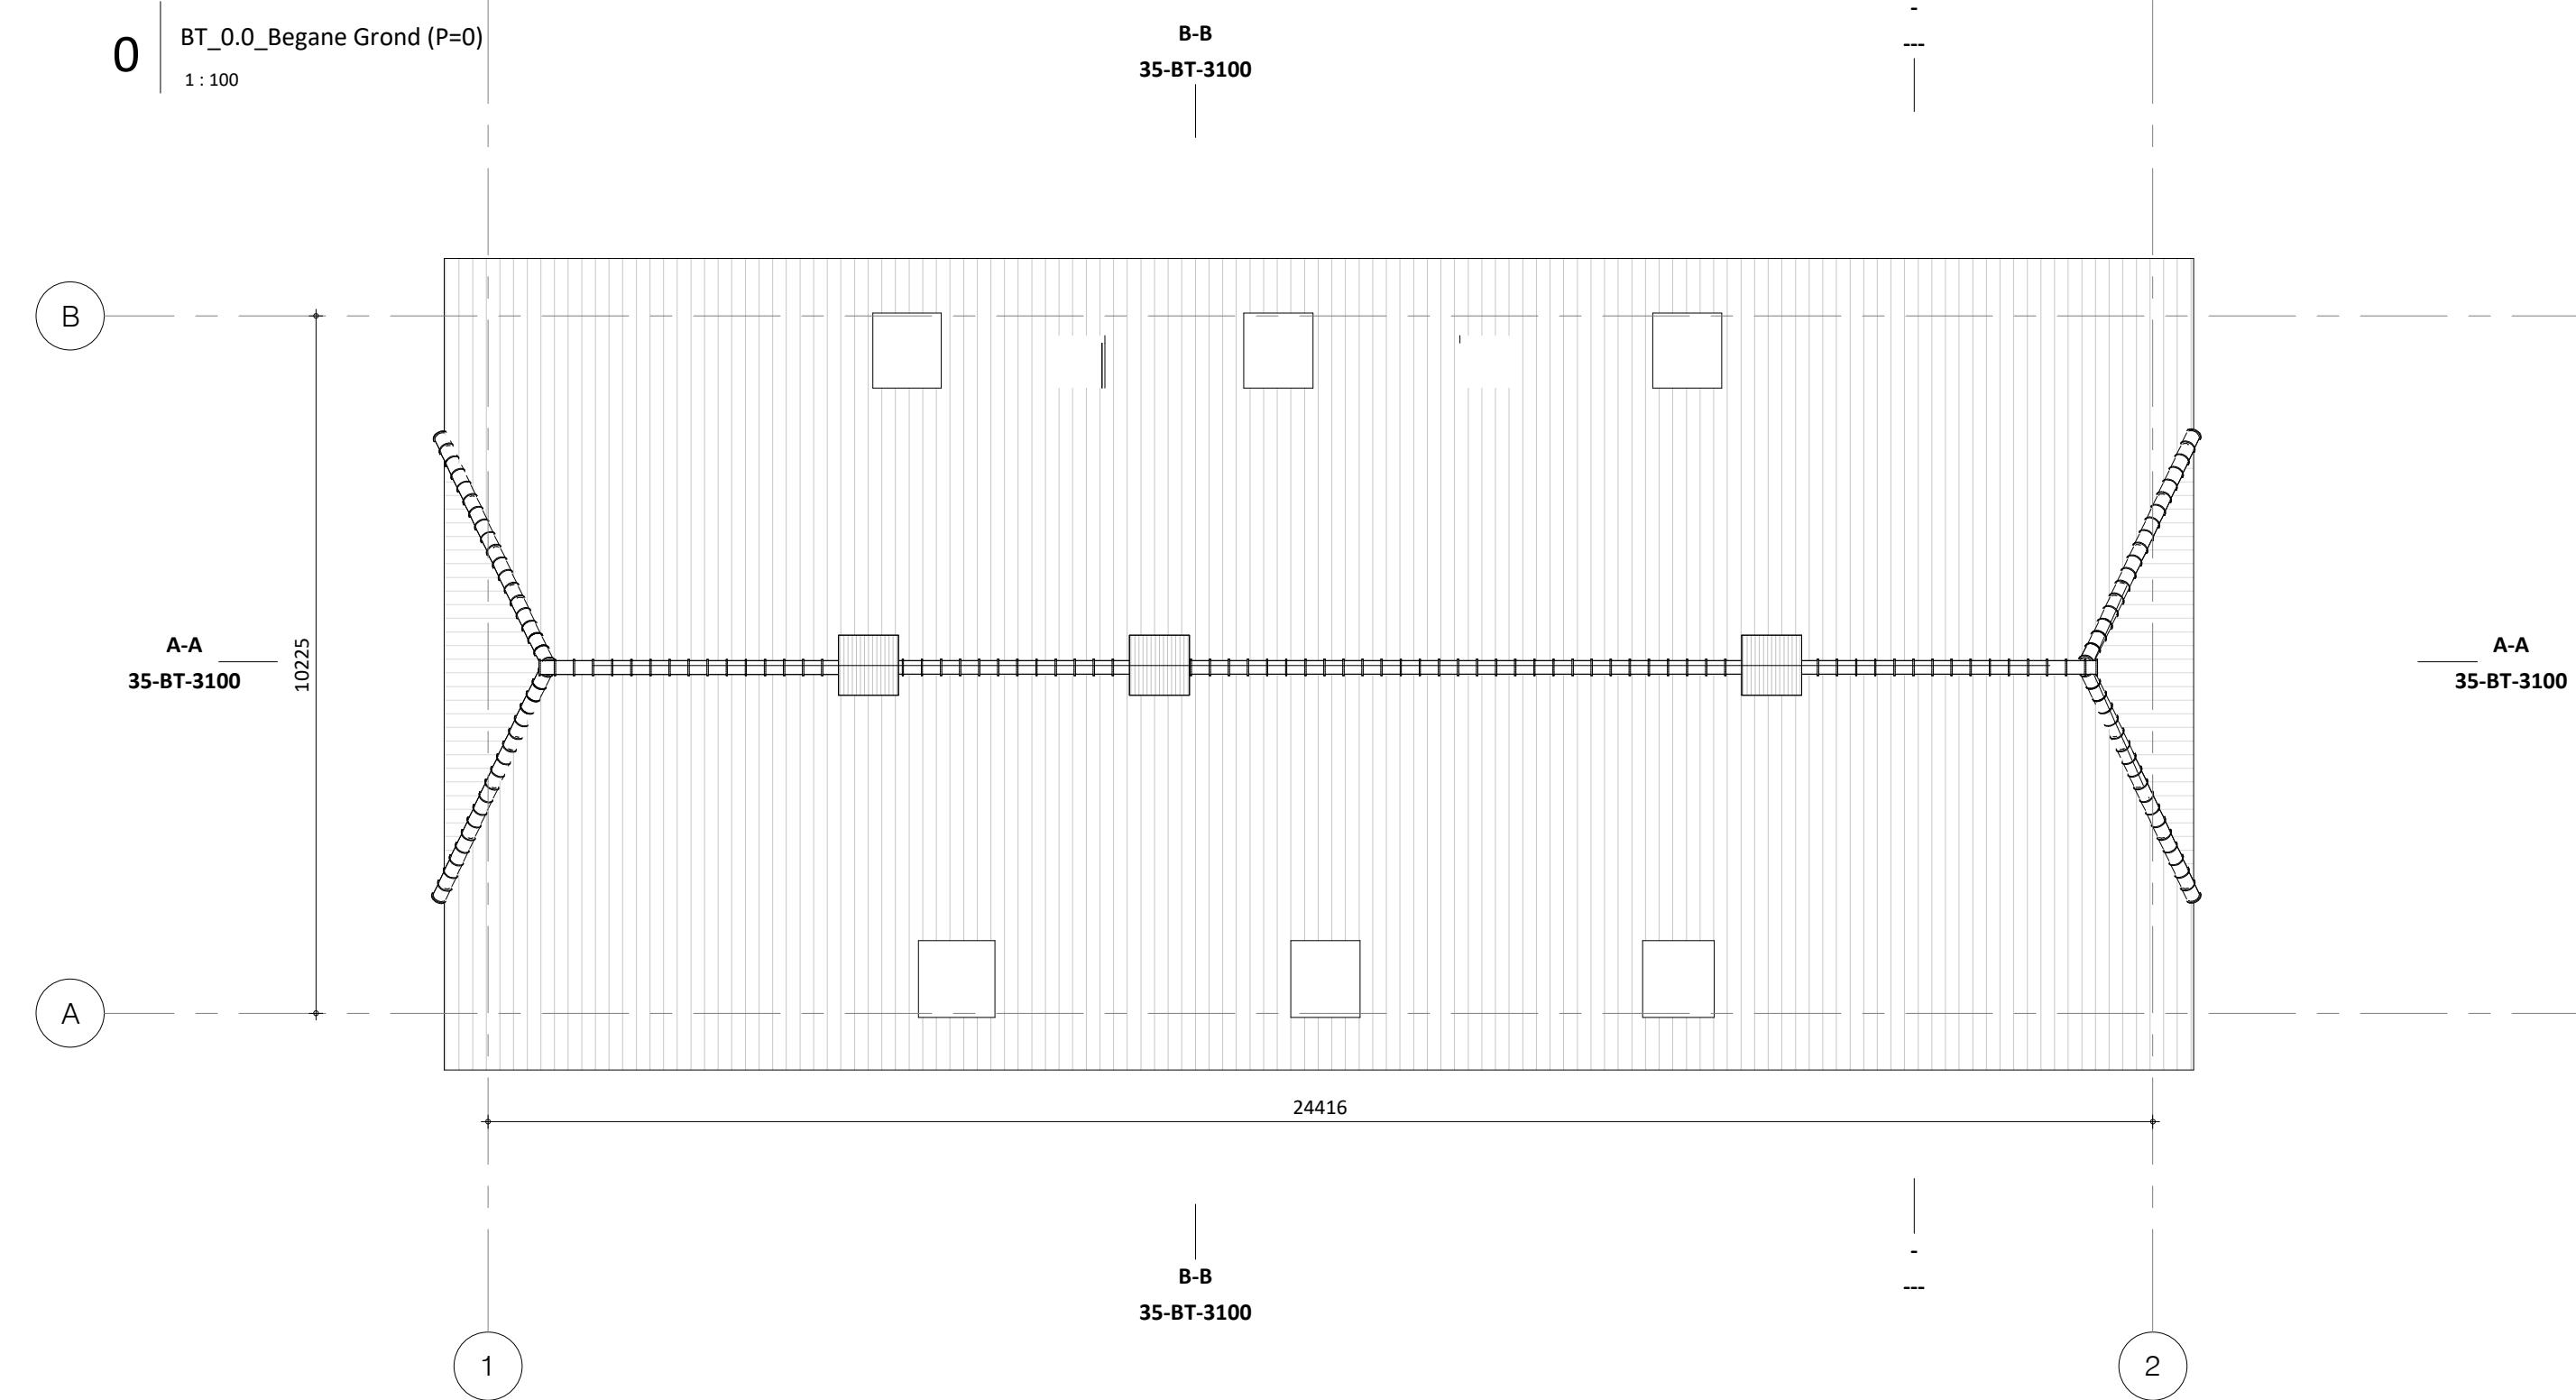 0
BT_0.0_Begane Grond (P=0)
1 : 100
B-B
35-BT-3100
-
---
B
A-A
35-BT-3100
10225
A-A
35-BT-3100
A
24416
B-B
35-BT-3100
-
---
1
2